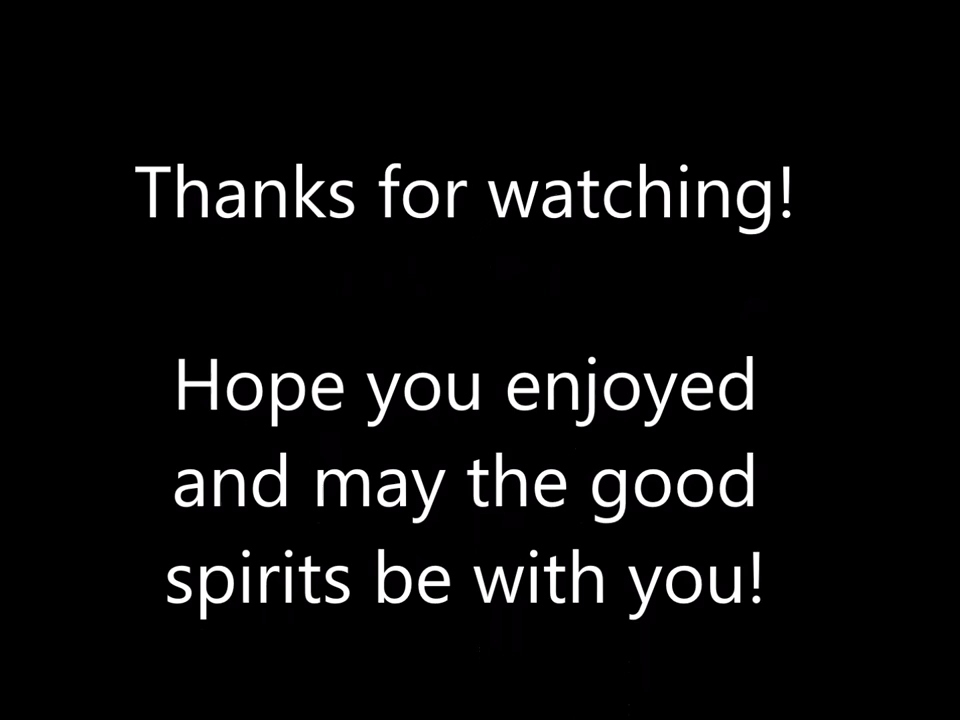 Thanks for watching!
Hope you enjoyed
and may the good
spirits be with you!